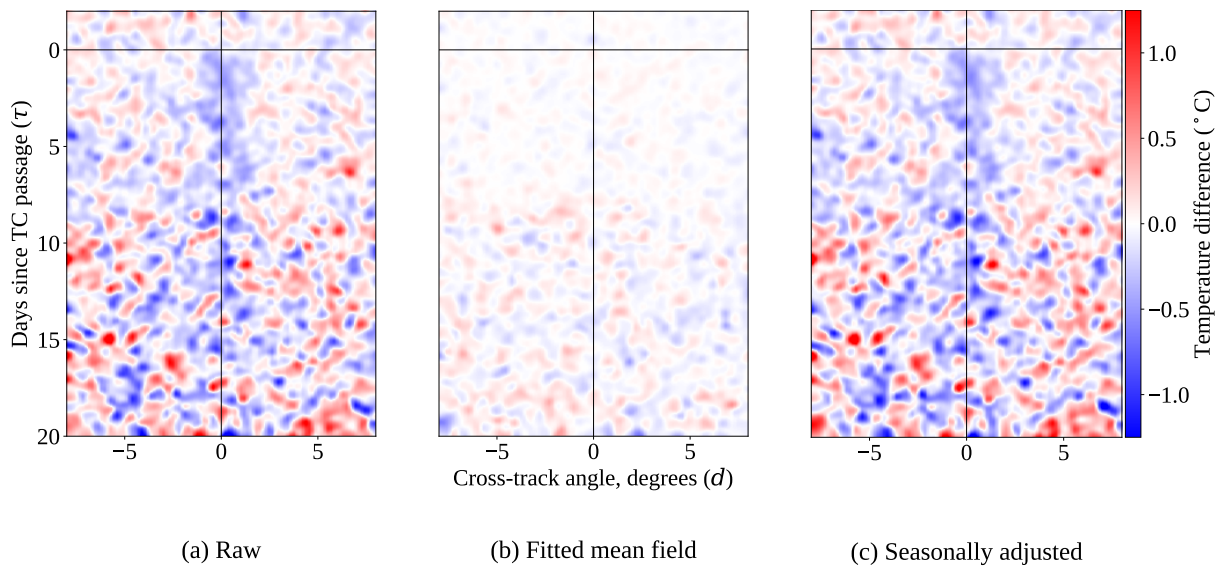 0
5
10
15
20
Days since TC passage (τ)
−5 0 5
−5 0 5
−5 0 5
Cross-track angle, degrees (d)
1.0
0.5
0.0
−0.5
−1.0
Temperature difference (°C)
(a) Raw
(b) Fitted mean field
(c) Seasonally adjusted